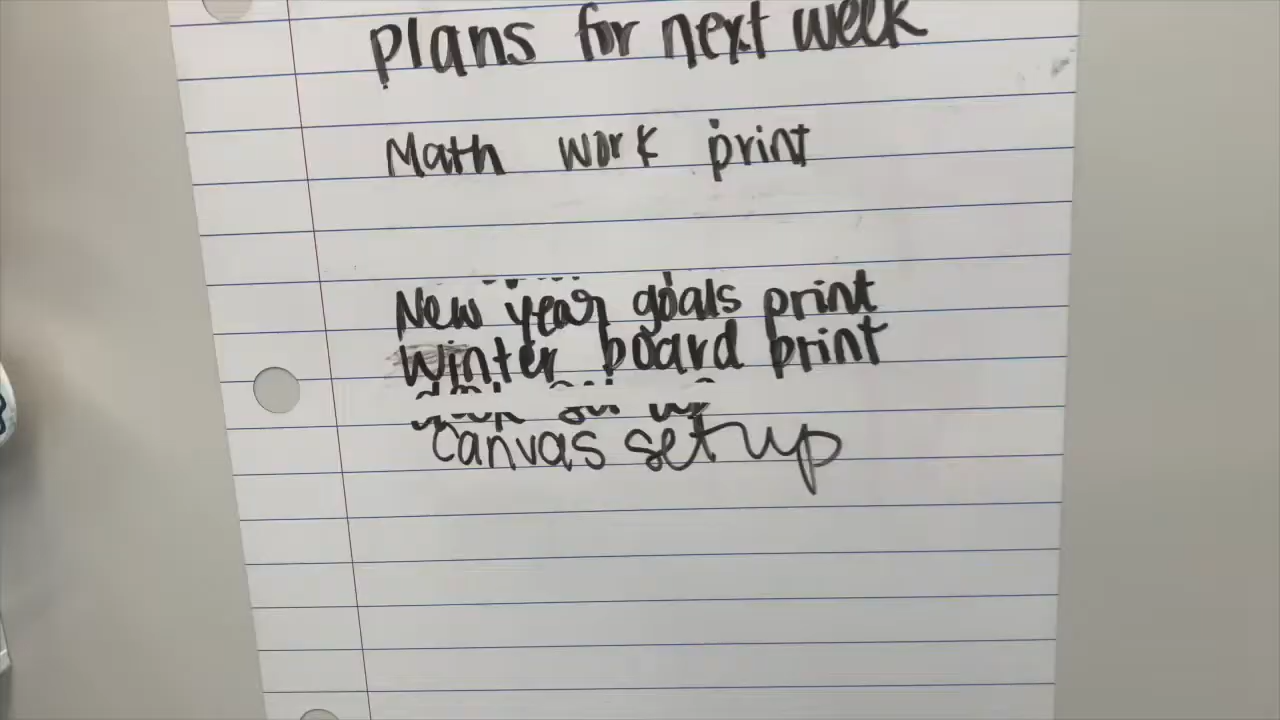 plans for next week
Math work print
New year goals print
Winter board print
Canvas set up